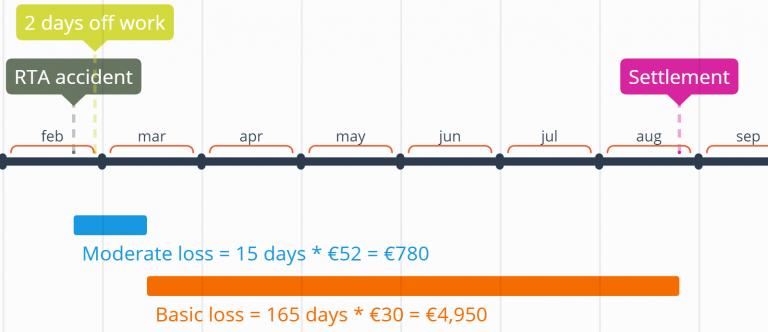 2 days off work
RTA accident
Settlement
feb mar apr may jun jul aug sep
Moderate loss = 15 days * €52 = €780
Basic loss = 165 days * €30 = €4,950